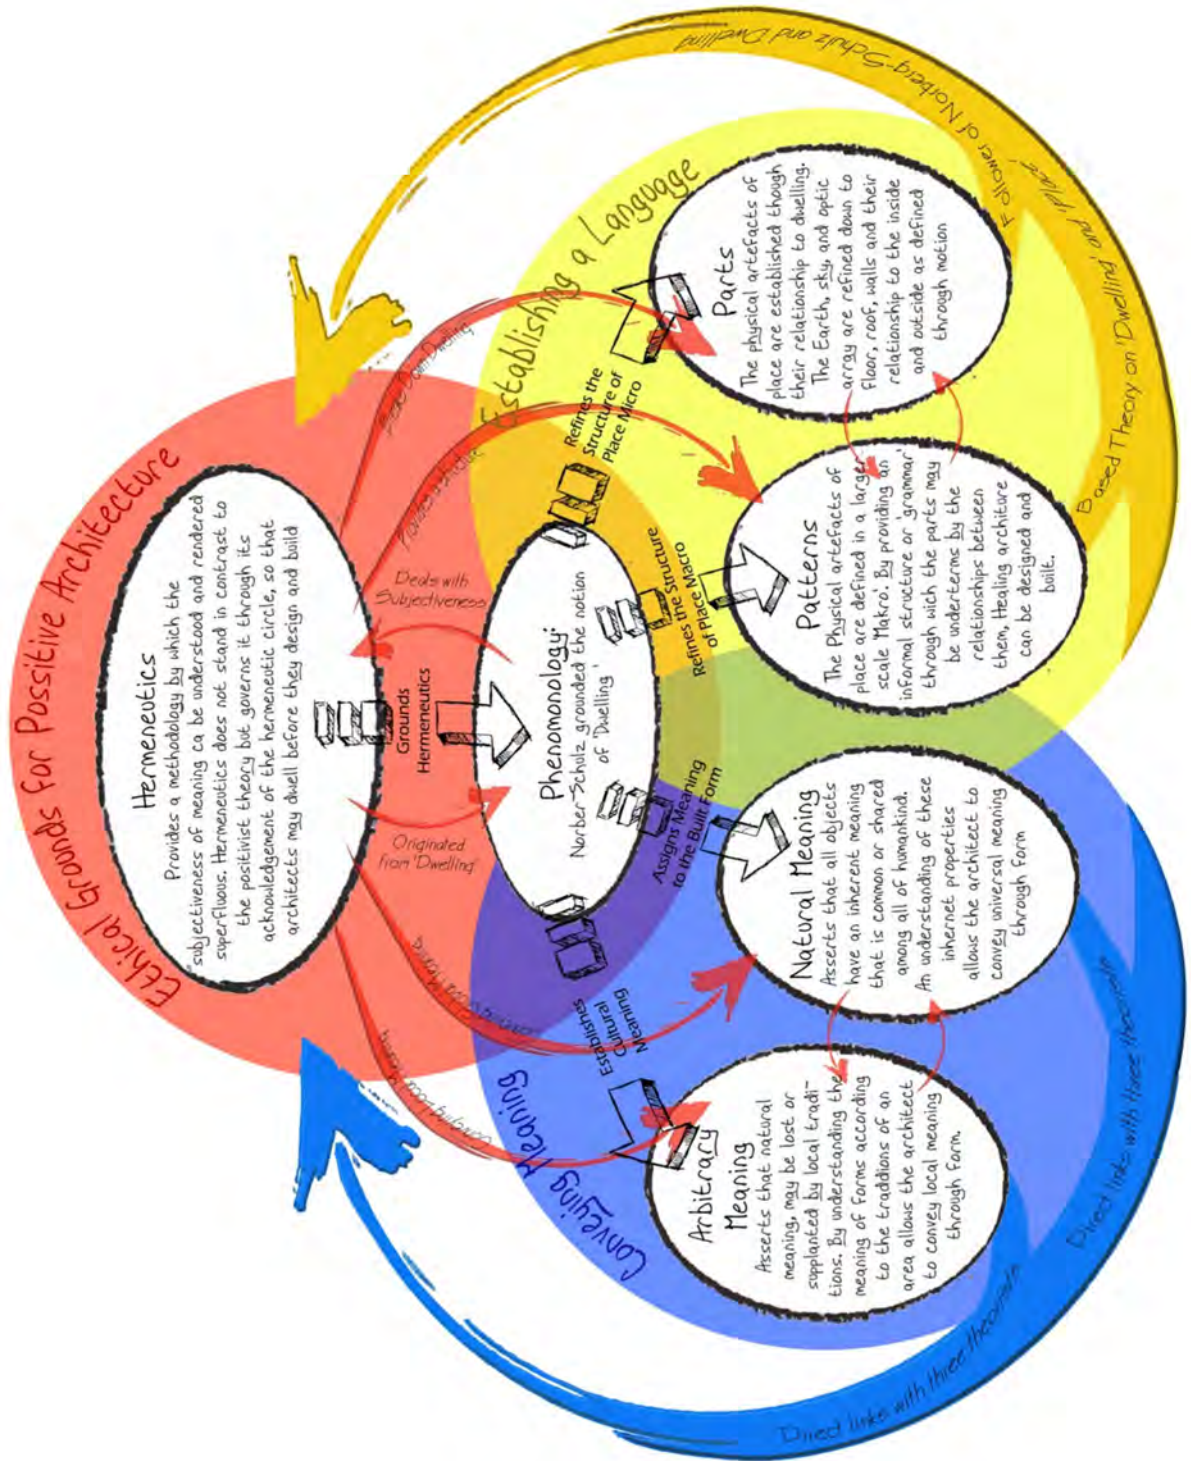 Ethical Grounds for Possitive Architecture
Hermeneutics
Provides a methodology by which the
subjectiveness of meaning ca be understood and rendered
superfluous. Hermeneutics does not stand in contrast to
the positivist theory but governs it through its
acknowledgement of the hermeneutic circle, so that
architects may dwell before they design and build
Originated
from 'Dwelling'
Grounds
Hermeneutics
Deals with
Subjectiveness
Phenomonology:
Norber-Schulz grounded the notion
of 'Dwelling'
Conveying Meaning
Establishes
Cultural
Meaning
Assigns Meaning
to the Built Form
Refines the Structure
of Place Macro
Refines the
Structure of
Place Micro
Establishing a Language
Arbitrary
Meaning
Asserts that natural
meaning, may be lost or
supplanted by local tradi-
tions. By understanding the
meaning of forms according
to the traddions of an
area allows the architect
to convey local meaning
through form.
Natural Meaning
Asserts that all objects
have an inherent meaning
that is common or shared
among all of humankind.
An understanding of these
inhernet properties
allows the architect to
convey universal meaning
through form
Patterns
The Physical artefacts of
place are defined in a larger
scale 'Makro'. By providing an
informal structure or 'grammar'
through with the parts may
be underterms by the
relationships between
them, Healing architure
can be designed and
built.
Parts
The physical artefacts of
place are established though
their relationship to dwelling.
The Earth, sky, and optic
array are refined down to
floor, roof, walls and their
relationship to the inside
and outside as defined
through motion
Direct links with three theorists
Direct links with three theorists
Based Theory on 'Dwelling' and 'Place'
Follower of Norberg-Schulz and Dwelling